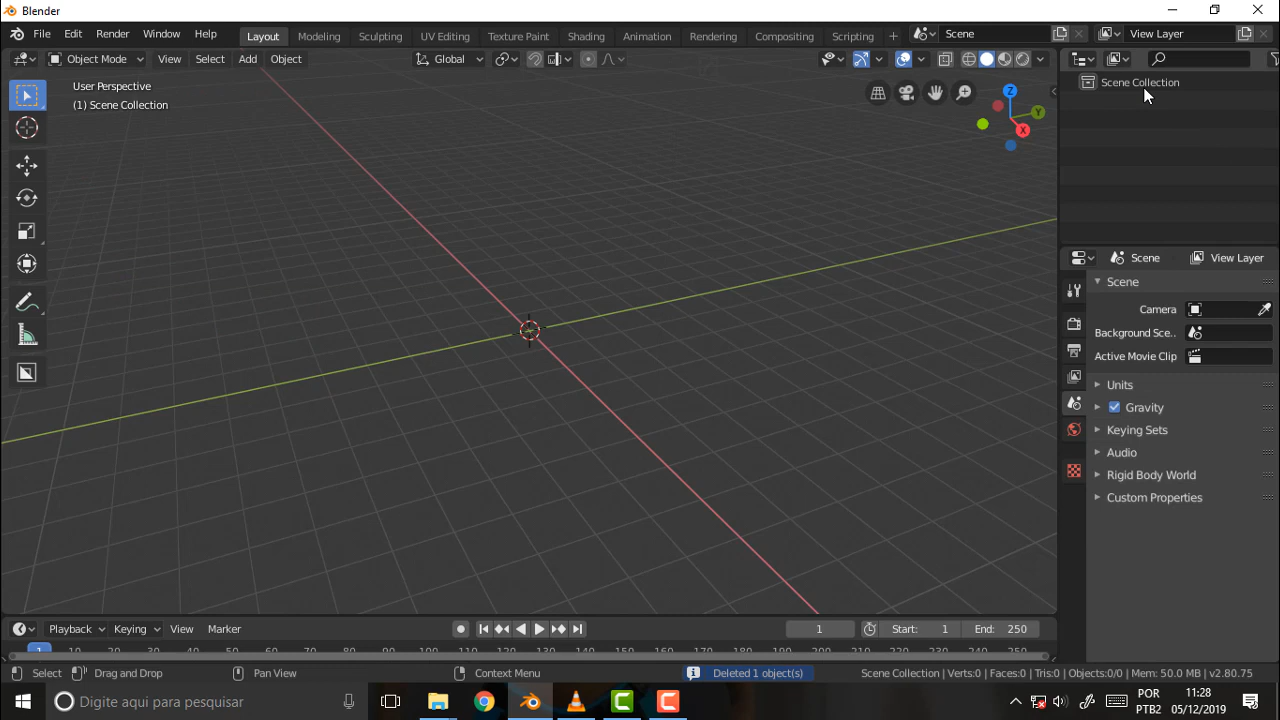 Blender
File Edit Render Window Help Layout Modeling Sculpting UV Editing Texture Paint Shading Animation Rendering Compositing Scripting + Scene View Layer
Object Mode View Select Add Object Global
User Perspective
(1) Scene Collection
Z
Y
X
Scene Collection
Scene View Layer
Scene
Camera
Background Sce..
Active Movie Clip
Units
Gravity
Keying Sets
Audio
Rigid Body World
Custom Properties
Playback Keying View Marker 1 Start: 1 End: 250
1 10 20 30 40 50 60 70 80 90 100 110 120 130 140 150 160 170 180 190 200 210 220 230 240 250
Select Drag and Drop Pan View Context Menu Deleted 1 object(s) Scene Collection | Verts:0 | Faces:0 | Tris:0 | Objects:0/0 | Mem: 50.0 MB | v2.80.75
Digite aqui para pesquisar
POR
PTB2
11:28
05/12/2019